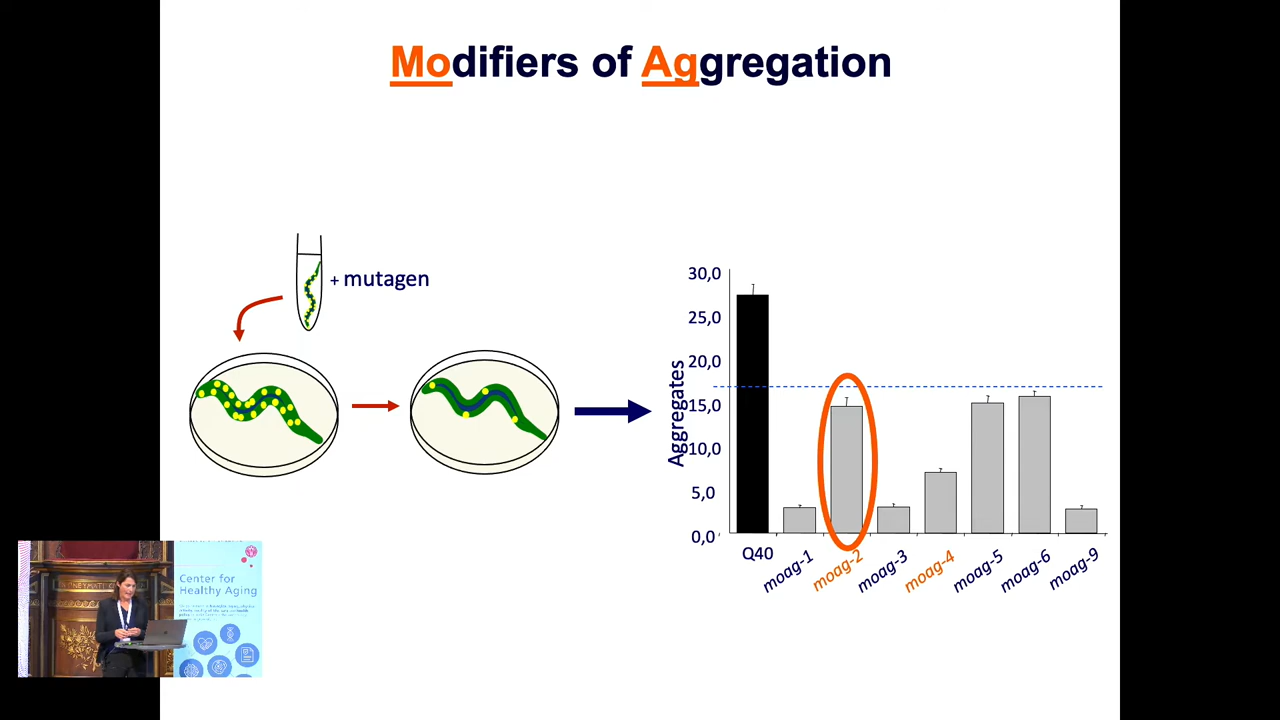 Modifiers of Aggregation
+ mutagen
Aggregates
30,0
25,0
20,0
15,0
10,0
5,0
0,0
Q40
moag-1
moag-2
moag-3
moag-4
moag-5
moag-6
moag-9
Center for
Healthy Aging